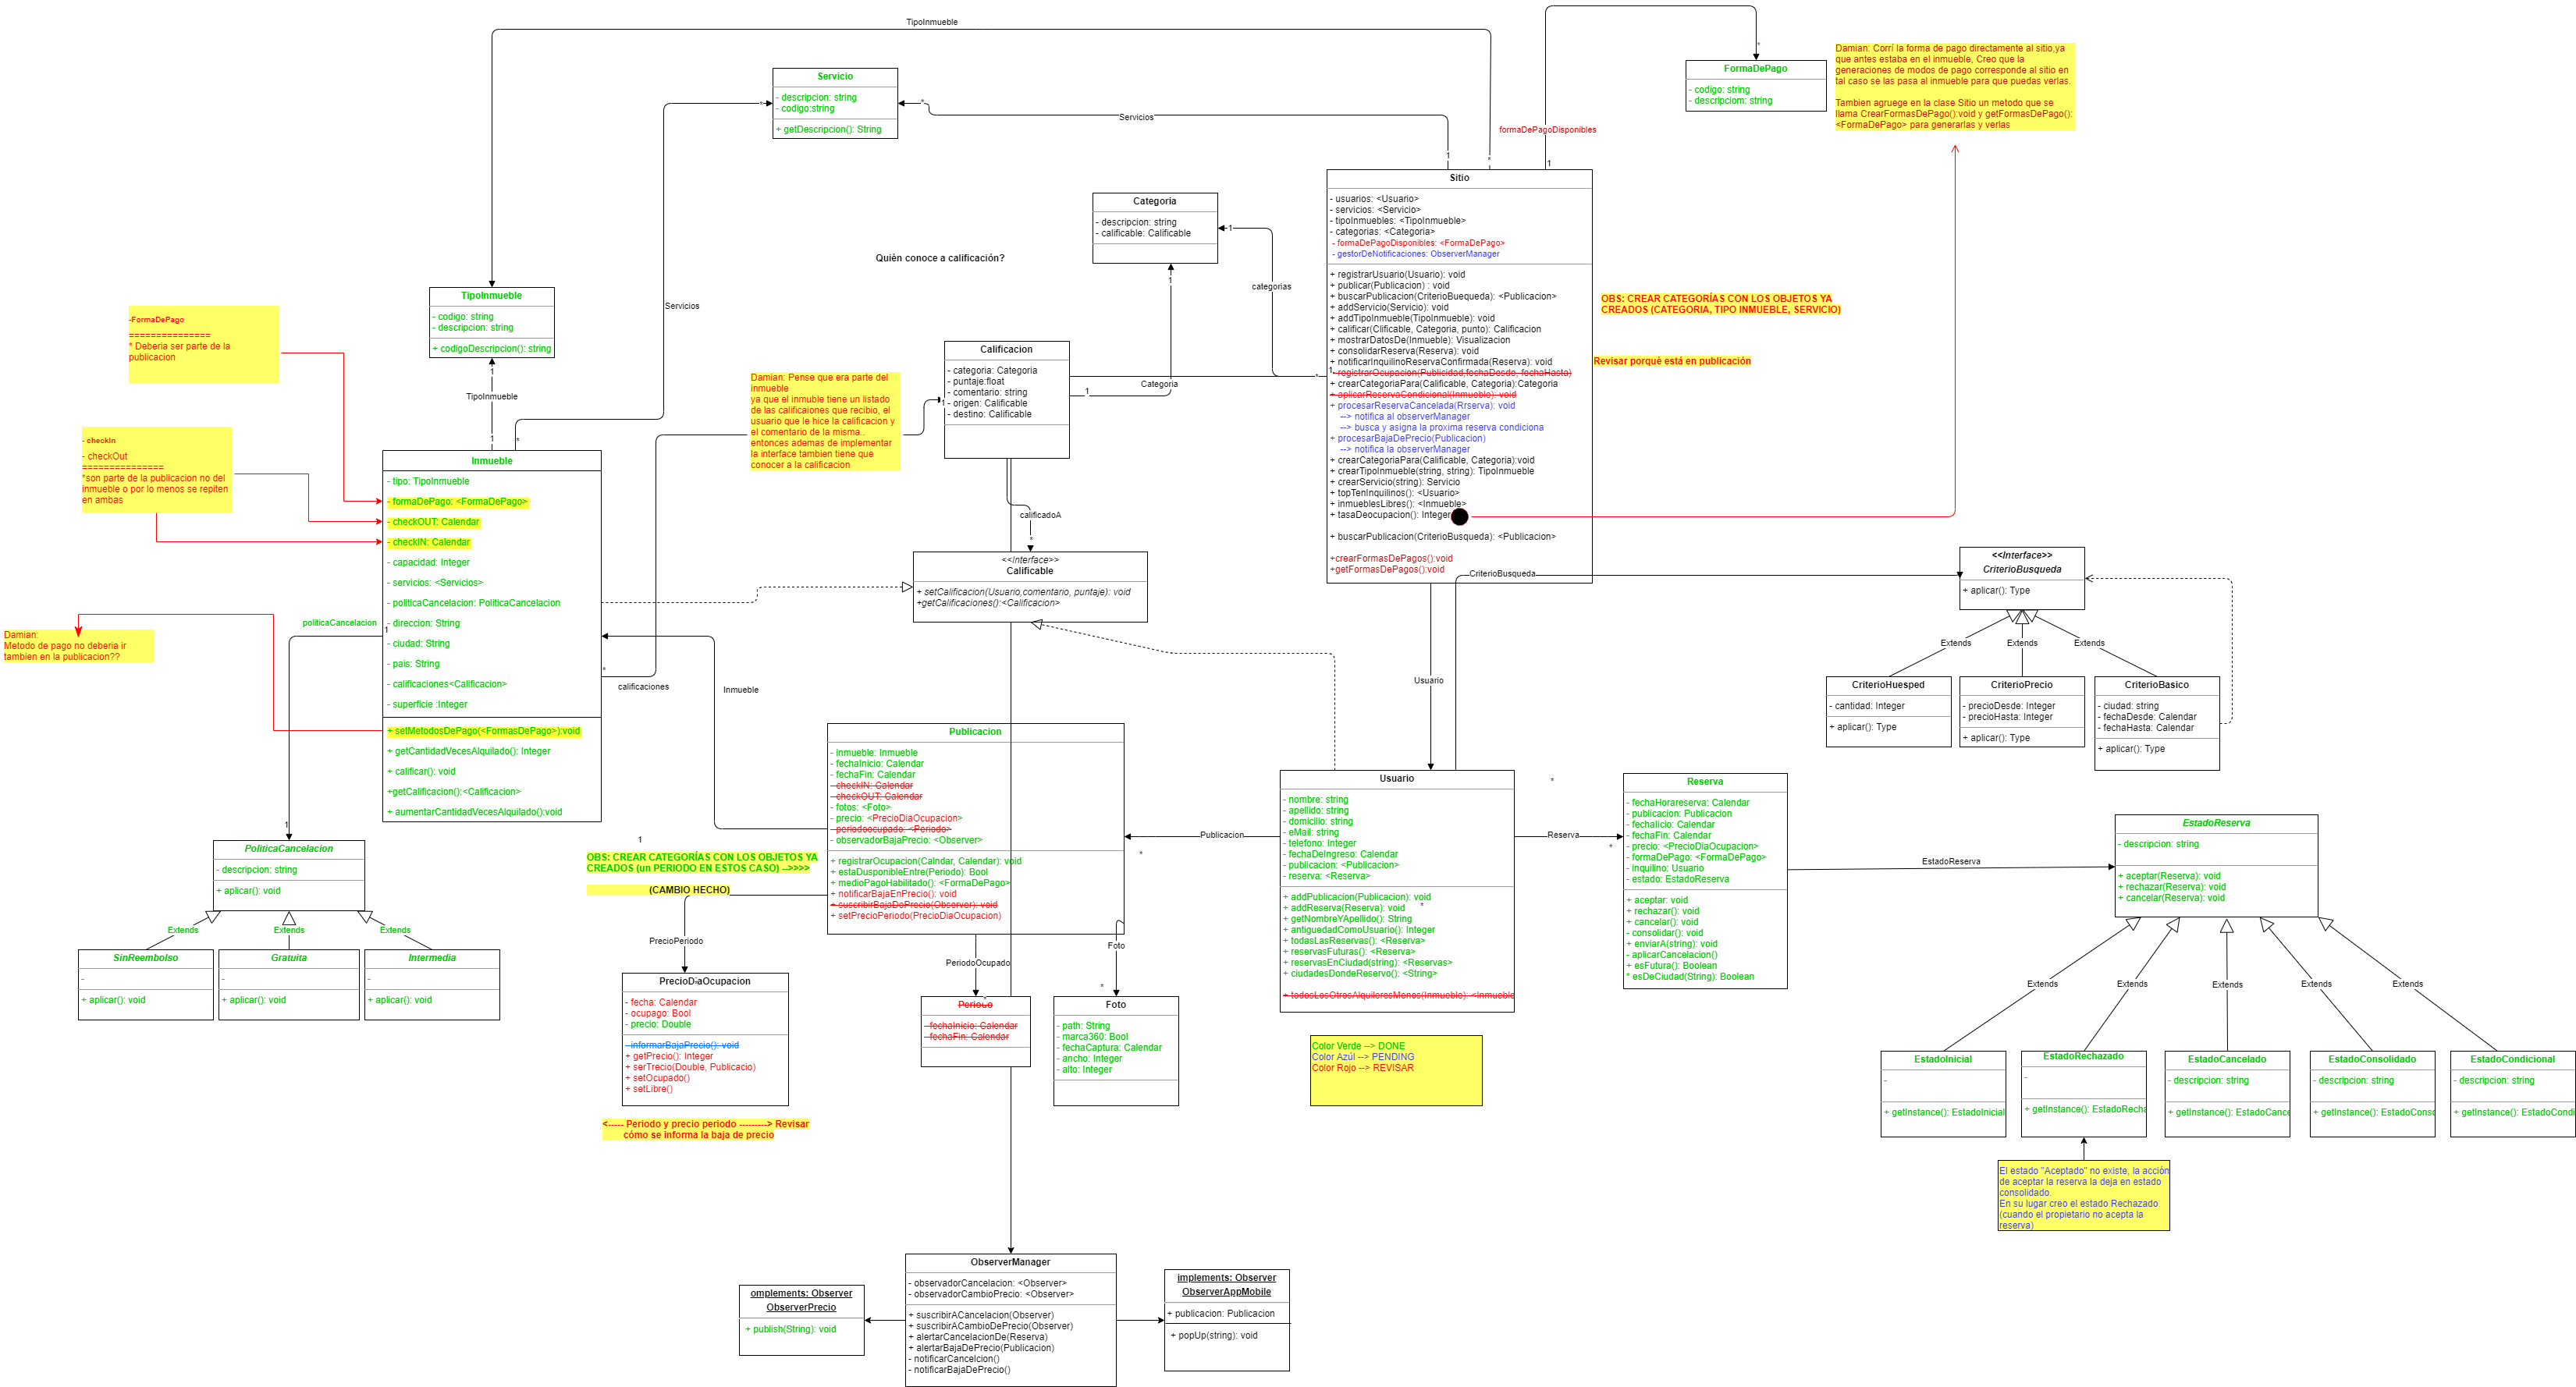 TipoInmueble
Servicio
- descripcion: string
- codigo:string
+ getDescripcion(): String
Servicios
formaDePagoDisponibles
FormaDePago
- codigo: string
- descripciom: string
Damian: Corrí la forma de pago directamente al sitio,ya
que antes estaba en el inmueble, Creo que la
generaciones de modos de pago corresponde al sitio en
tal caso se las pasa al inmueble para que puedas verlas.
Tambien agruege en la clase Sitio un metodo que se
llama CrearFormasDePago():void y getFormasDePago():
<FormaDePago> para generarlas y verlas
Sitio
- usuarios: <Usuario>
- servicios: <Servicio>
- tipoInmuebles: <TipoInmueble>
- categorias: <Categoria>
- formaDePagoDisponibles: <FormaDePago>
- gestorDeNotificaciones: ObserverManager
+ registrarUsuario(Usuario): void
+ publicar(Publicacion) : void
+ buscarPublicacion(CriterioBuequeda): <Publicacion>
+ addServicio(Servicio): void
+ addTipoInmueble(TipoInmueble): void
+ calificar(Clificable, Categoria, punto): Calificacion
+ mostrarDatosDe(Inmueble): Visualizacion
+ consolidarReserva(Reserva): void
+ notificarInquilinoReservaConfirmada(Reserva): void
- registrarOcupacion(Publicidad,fechaDesde, fechaHasta)
+ crearCategoriaPara(Calificable, Categoria):Categoria
+ aplicarReservaCondicional(Inmueble): void
+ procesarReservaCancelada(Rrserva): void
--> notifica al observerManager
--> busca y asigna la proxima reserva condiciona
+ procesarBajaDePrecio(Publicacion)
--> notifica la observerManager
+ crearCategoriaPara(Calificable, Categoria):void
+ crearTipoInmueble(string, string): TipoInmueble
+ crearServicio(string): Servicio
+ topTenInquilinos(): <Usuario>
+ inmueblesLibres(): <Inmueble>
+ tasaDeocupacion(): Integer
+ buscarPublicacion(CriterioBusqueda): <Publicacion>
+crearFormasDePagos():void
+getFormasDePagos():void
OBS: CREAR CATEGORÍAS CON LOS OBJETOS YA
CREADOS (CATEGORIA, TIPO INMUEBLE, SERVICIO)
Revisar porquè está en publicación
Categoria
- descripcion: string
- calificable: Calificable
categorias
Quièn conoce a calificación?
TipoInmueble
- codigo: string
- descripcion: string
+ codigoDescripcion(): string
TipoInmueble
Servicios
-FormaDePago
===============
* Deberia ser parte de la
publicacion
- checkIn
- checkOut
===============
*son parte de la publicacion no del
inmueble o por lo menos se repiten
en ambas
Damian:
Metodo de pago no deberia ir
tambien en la publicacion??
Inmueble
- tipo: TipoInmueble
- formaDePago: <FormaDePago>
- checkOUT: Calendar
- checkIN: Calendar
- capacidad: Integer
- servicios: <Servicios>
- politicaCancelacion: PoliticaCancelacion
- direccion: String
- ciudad: String
- pais: String
- calificaciones<Calificacion>
- superficie :Integer
+ setMetodosDePago(<FormasDePago>):void
+ getCantidadVecesAlquilado(): Integer
+ calificar(): void
+getCalificacion():<Calificacion>
+ aumentarCantidadVecesAlquilado():void
Damian: Pense que era parte del
inmueble
ya que el inmuble tiene un listado
de las calificaiones que recibio, el
usuario que le hice la calificacion y
el comentario de la misma..
entonces ademas de implementar
la interface tambien tiene que
conocer a la calificacion
Calificacion
- categoria: Categoria
- puntaje:float
- comentario: string
- origen: Calificable
- destino: Calificable
Categoria
calificadoA
<<Interface>>
Calificable
+ setCalificacion(Usuario,comentario, puntaje): void
+getCalificaciones():<Calificacion>
calificaciones
Inmueble
politicaCancelacion
PoliticaCancelacion
- descripcion: string
+ aplicar(): void
Extends
Extends
Extends
SinReembolso
-
+ aplicar(): void
Gratuita
-
+ aplicar(): void
Intermedia
-
+ aplicar(): void
Publicacion
- inmueble: Inmueble
- fechaInicio: Calendar
- fechaFin: Calendar
- checkIN: Calendar
- checkOUT: Calendar
- fotos: <Foto>
- precio: <PrecioDiaOcupacion>
- periodoocupado: <Periodo>
- observadorBajaPrecio: <Observer>
+ registrarOcupacion(Calndar, Calendar): void
+ estaDusponibleEntre(Periodo): Bool
+ medioPagoHabilitado(): <FormaDePago>
+ notificarBajaEnPrecio(): void
+ suscribirBajaDePrecio(Observer): void
+ setPrecioPeriodo(PrecioDiaOcupacion)
OBS: CREAR CATEGORÍAS CON LOS OBJETOS YA
CREADOS (un PERIODO EN ESTOS CASO) -->>>>
(CAMBIO HECHO)
PrecioPeriodo
PrecioDiaOcupacion
- fecha: Calendar
- ocupago: Bool
- precio: Double
- informarBajaPrecio(): void
+ getPrecio(): Integer
+ serTrecio(Double, Publicacio)
+ setOcupado()
+ setLibre()
<----- Periodo y precio periodo ---------> Revisar
cómo se informa la baja de precio
PeriodoOcupado
Periodo
- fechaInicio: Calendar
- fechaFin: Calendar
Foto
Foto
- path: String
- marca360: Bool
- fechaCaptura: Calendar
- ancho: Integer
- alto: Integer
Publicacion
Usuario
CriterioBusqueda
Usuario
- nombre: string
- apellido: string
- domicilio: string
- eMail: string
- telefono: Integer
- fechaDeIngreso: Calendar
- publicacion: <Publicacion>
- reserva: <Reserva>
+ addPublicacion(Publicacion): void
+ addReserva(Reserva): void
+ getNombreYApellido(): String
+ antiguedadComoUsuario(): Integer
+ todasLasReservas(): <Reserva>
+ reservasFuturas(): <Reserva>
+ reservasEnCiudad(string): <Reservas>
+ ciudadesDondeReservo(): <String>
+ todosLosOtrosAlquileresMenos(Inmueble): <Inmueble
Color Verde --> DONE
Color Azúl --> PENDING
Color Rojo --> REVISAR
Reserva
Reserva
- fechaHorareserva: Calendar
- publicacion: Publicacion
- fechaIicio: Calendar
- fechaFin: Calendar
- precio: <PrecioDiaOcupacion>
- formaDePago: <FormaDePago>
- inquilino: Usuario
- estado: EstadoReserva
+ aceptar: void
+ rechazar(): void
+ cancelar(): void
- consolidar(): void
+ enviarA(string): void
- aplicarCancelacion()
+ esFutura(): Boolean
* esDeCiudad(String): Boolean
<<Interface>>
CriterioBusqueda
+ aplicar(): Type
Extends
Extends
Extends
CriterioHuesped
- cantidad: Integer
+ aplicar(): Type
CriterioPrecio
- precioDesde: Integer
- precioHasta: Integer
+ aplicar(): Type
CriterioBasico
- ciudad: string
- fechaDesde: Calendar
- fechaHasta: Calendar
+ aplicar(): Type
EstadoReserva
EstadoReserva
- descripcion: string
+ aceptar(Reserva): void
+ rechazar(Reserva): void
+ cancelar(Reserva): void
Extends
Extends
Extends
Extends
Extends
EstadoInicial
-
+ getInstance(): EstadoInicial
EstadoRechazado
-
+ getInstance(): EstadoRecha
EstadoCancelado
- descripcion: string
+ getInstance(): EstadoCance
EstadoConsolidado
- descripcion: string
+ getInstance(): EstadoConso
EstadoCondicional
- descripcion: string
+ getInstance(): EstadoCondi
El estado "Aceptado" no existe, la acción
de aceptar la reserva la deja en estado
consolidado.
En su lugar creo el estado Rechazado
(cuando el propietario no acepta la
reserva)
ObserverManager
- observadorCancelacion: <Observer>
- observadorCambioPrecio: <Observer>
+ suscribirACancelacion(Observer)
+ suscribirACambioDePrecio(Observer)
+ alertarCancelacionDe(Reserva)
+ alertarBajaDePrecio(Publicacion)
- notificarCancelcion()
- notificarBajaDePrecio()
omplements: Observer
ObserverPrecio
+ publish(String): void
implements: Observer
ObserverAppMobile
+ publicacion: Publicacion
+ popUp(string): void